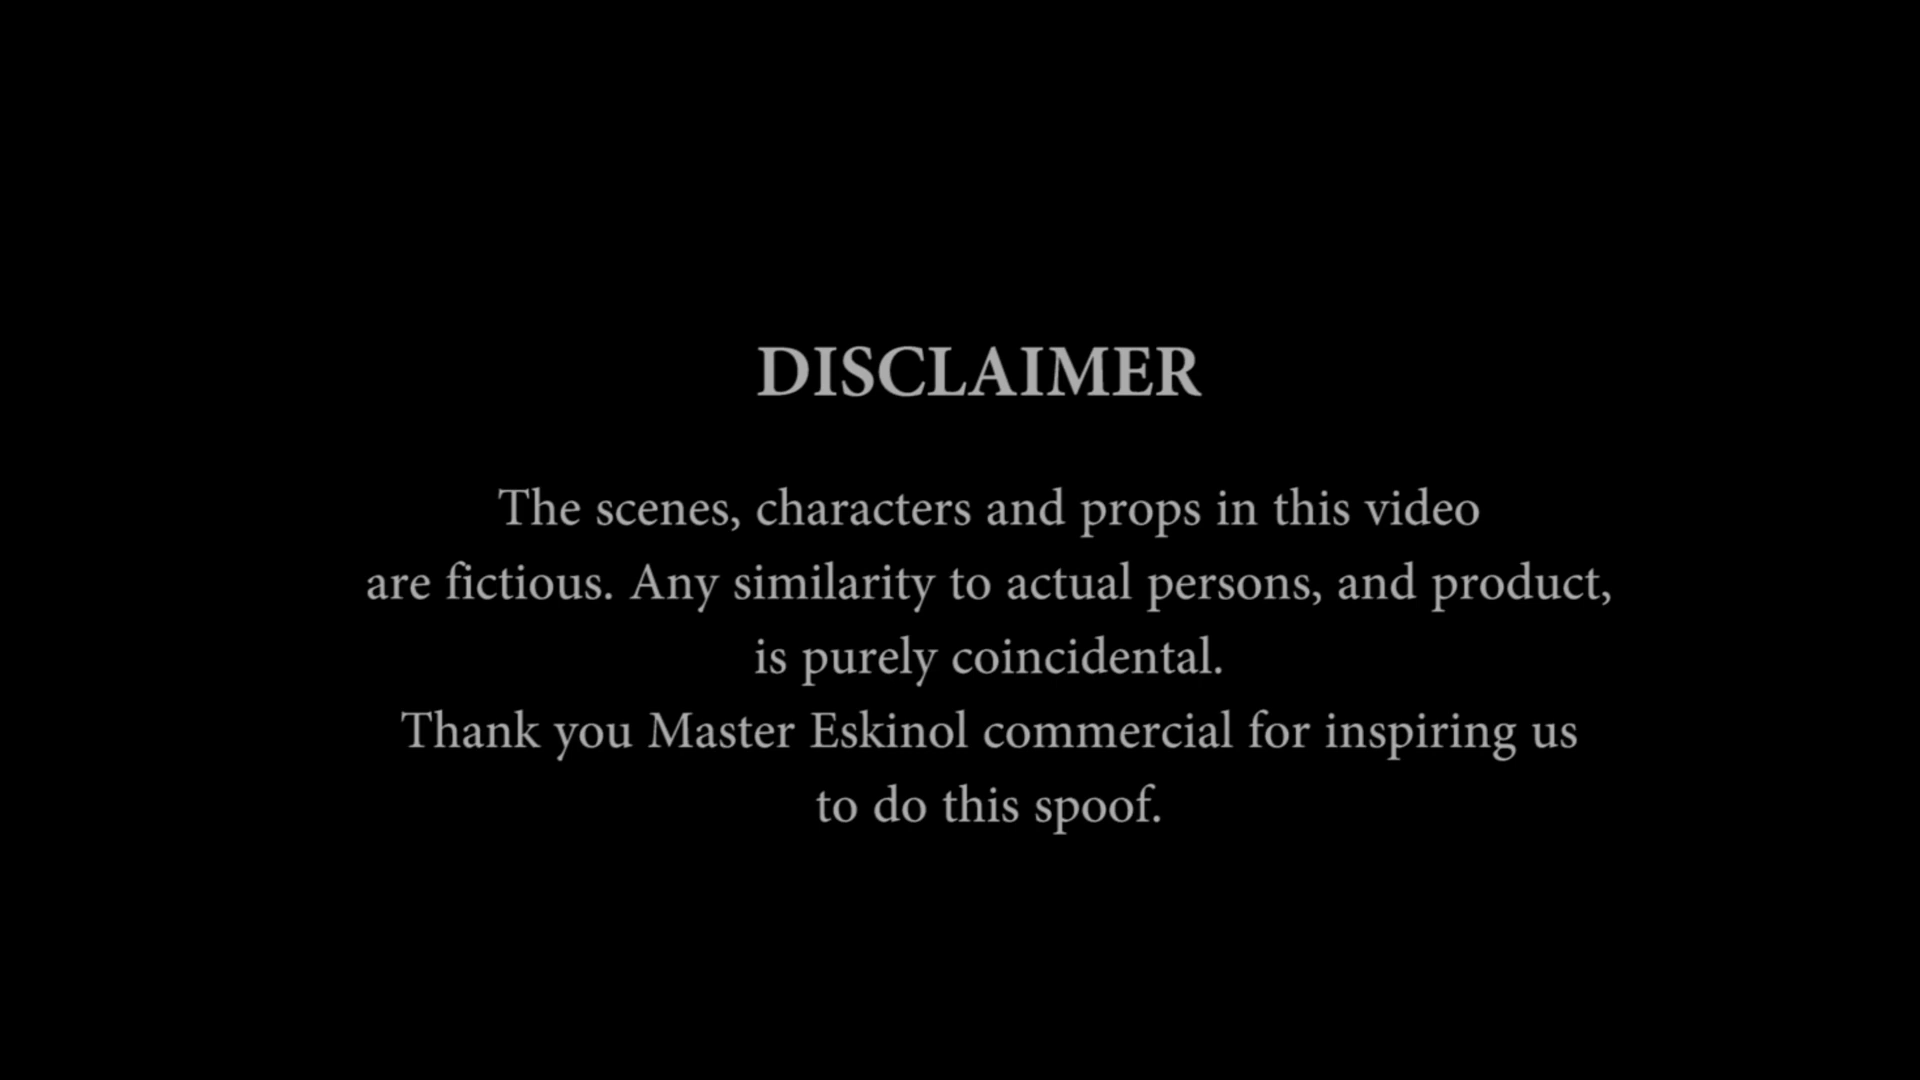 DISCLAIMER
The scenes, characters and props in this video
are fictious. Any similarity to actual persons, and product,
is purely coincidental.
Thank you Master Eskinol commercial for inspiring us
to do this spoof.